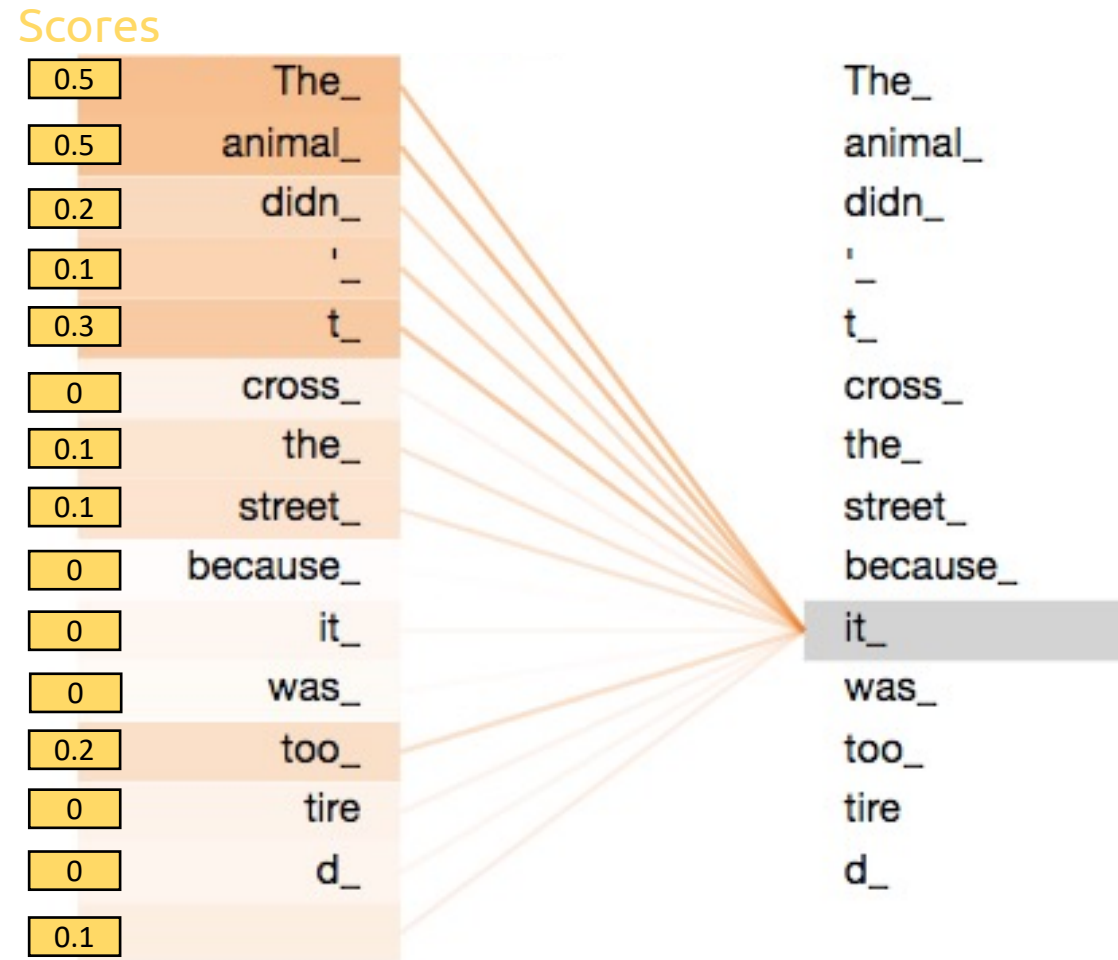 Scores
0.5 The_ The_
0.5 animal_ animal_
0.2 didn_ didn_
0.1 '_ '_
0.3 t_ t_
0 cross_ cross_
0.1 the_ the_
0.1 street_ street_
0 because_ because_
0 it_ it_
0 was_ was_
0.2 too_ too_
0 tire tire
0 d_ d_
0.1